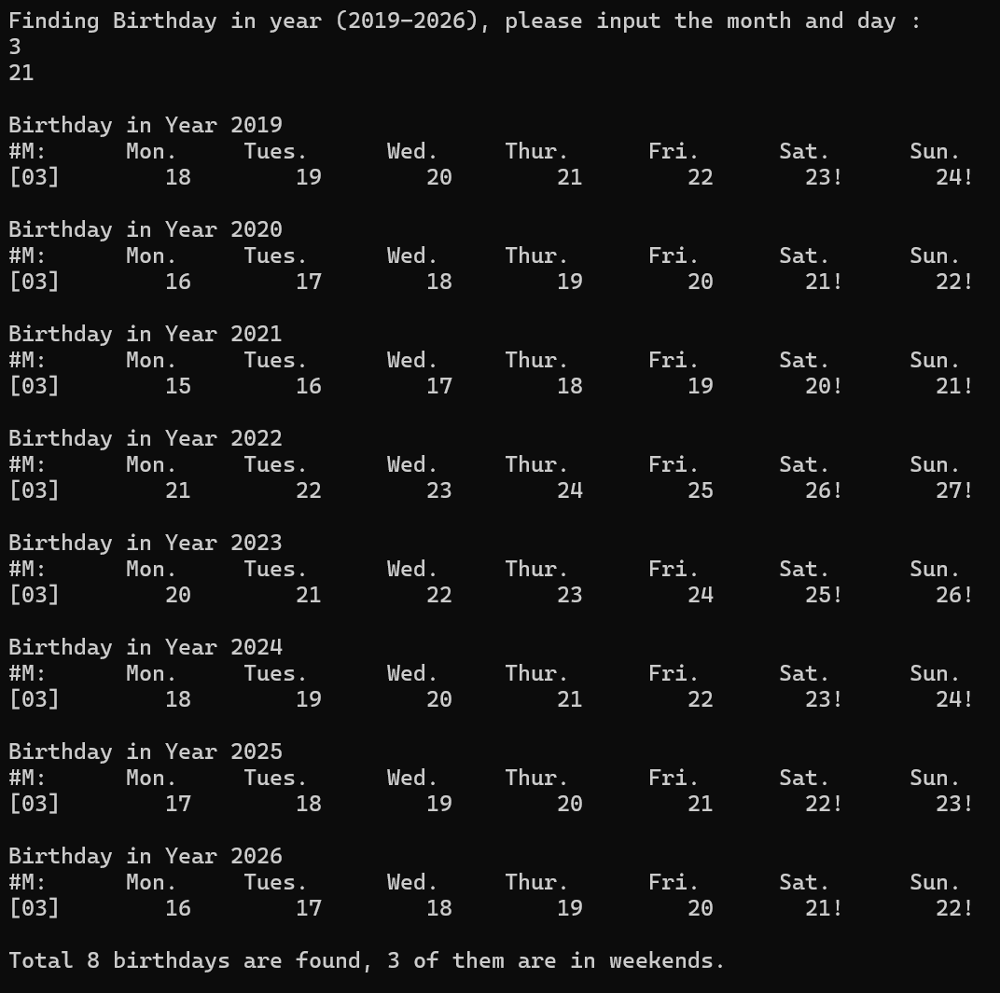 Finding Birthday in year (2019-2026), please input the month and day :
3
21
Birthday in Year 2019
#M: Mon. Tues. Wed. Thur. Fri. Sat. Sun.
[03] 18 19 20 21 22 23! 24!
Birthday in Year 2020
#M: Mon. Tues. Wed. Thur. Fri. Sat. Sun.
[03] 16 17 18 19 20 21! 22!
Birthday in Year 2021
#M: Mon. Tues. Wed. Thur. Fri. Sat. Sun.
[03] 15 16 17 18 19 20! 21!
Birthday in Year 2022
#M: Mon. Tues. Wed. Thur. Fri. Sat. Sun.
[03] 21 22 23 24 25 26! 27!
Birthday in Year 2023
#M: Mon. Tues. Wed. Thur. Fri. Sat. Sun.
[03] 20 21 22 23 24 25! 26!
Birthday in Year 2024
#M: Mon. Tues. Wed. Thur. Fri. Sat. Sun.
[03] 18 19 20 21 22 23! 24!
Birthday in Year 2025
#M: Mon. Tues. Wed. Thur. Fri. Sat. Sun.
[03] 17 18 19 20 21 22! 23!
Birthday in Year 2026
#M: Mon. Tues. Wed. Thur. Fri. Sat. Sun.
[03] 16 17 18 19 20 21! 22!
Total 8 birthdays are found, 3 of them are in weekends.